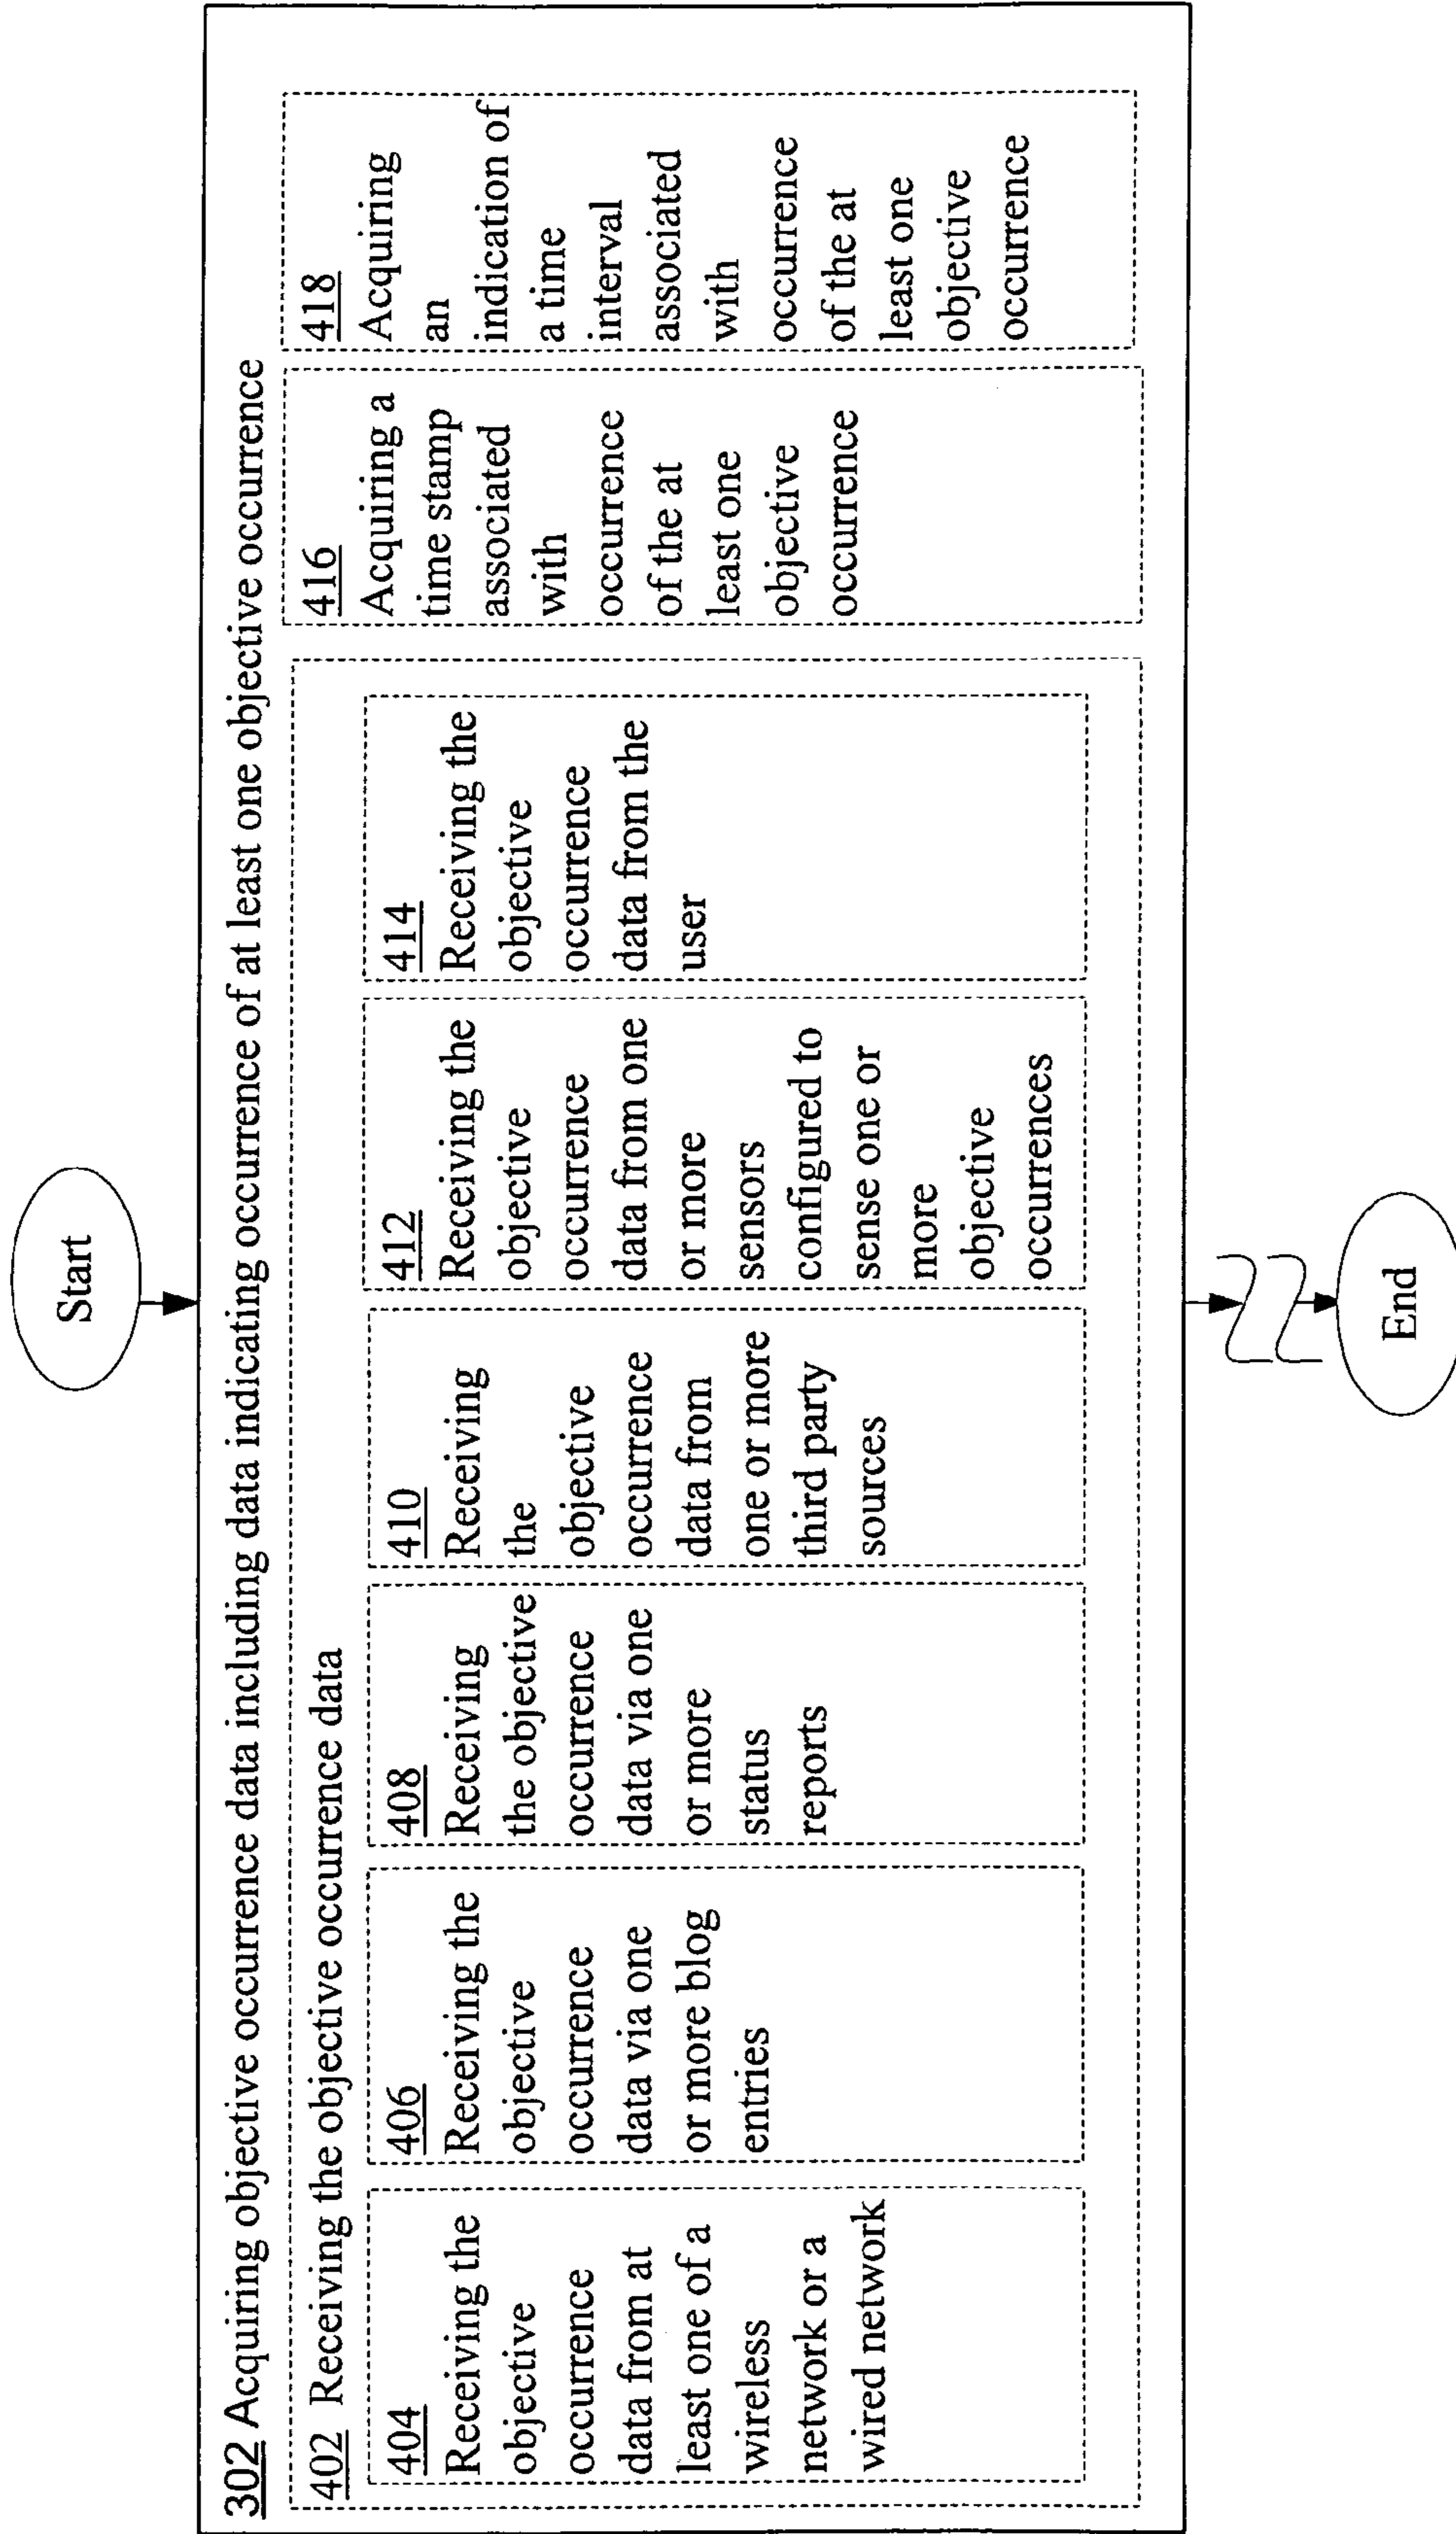 Start
302 Acquiring objective occurrence data including data indicating occurrence of at least one objective occurrence
402 Receiving the objective occurrence data
404
Receiving the
objective
occurrence
data from at
least one of a
wireless
network or a
wired network
406
Receiving the
objective
occurrence
data via one
or more blog
entries
408
Receiving
the objective
occurrence
data via one
or more
status
reports
410
Receiving
the
objective
occurrence
data from
one or more
third party
sources
412
Receiving the
objective
occurrence
data from one
or more
sensors
configured to
sense one or
more
objective
occurrences
414
Receiving the
objective
occurrence
data from the
user
416
Acquiring a
time stamp
associated
with
occurrence
of the at
least one
objective
occurrence
418
Acquiring
an
indication of
a time
interval
associated
with
occurrence
of the at
least one
objective
occurrence
End